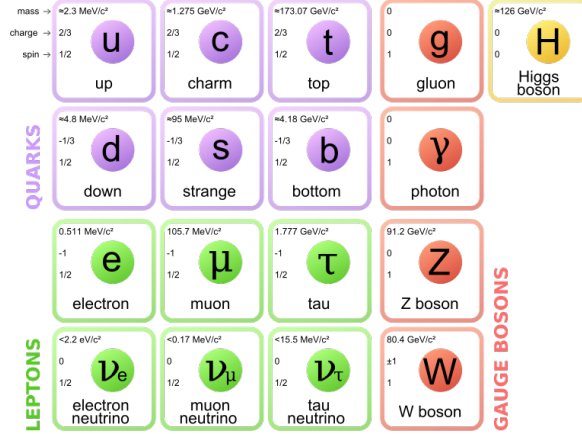 mass → ≈2.3 MeV/c² ≈1.275 GeV/c² ≈173.07 GeV/c² 0 ≈126 GeV/c²
charge → 2/3 2/3 2/3 0 0
spin → 1/2 1/2 1/2 1 0
u c t g H
up charm top gluon Higgs boson
QUARKS
≈4.8 MeV/c² ≈95 MeV/c² ≈4.18 GeV/c² 0
-1/3 -1/3 -1/3 0
1/2 1/2 1/2 1
d s b γ
down strange bottom photon
0.511 MeV/c² 105.7 MeV/c² 1.777 GeV/c² 91.2 GeV/c²
-1 -1 -1 0
1/2 1/2 1/2 1
e μ τ Z
electron muon tau Z boson
LEPTONS
<2.2 eV/c² <0.17 MeV/c² <15.5 MeV/c² 80.4 GeV/c²
0 0 0 ±1
1/2 1/2 1/2 1
νe νμ ντ W
electron neutrino muon neutrino tau neutrino W boson
GAUGE BOSONS